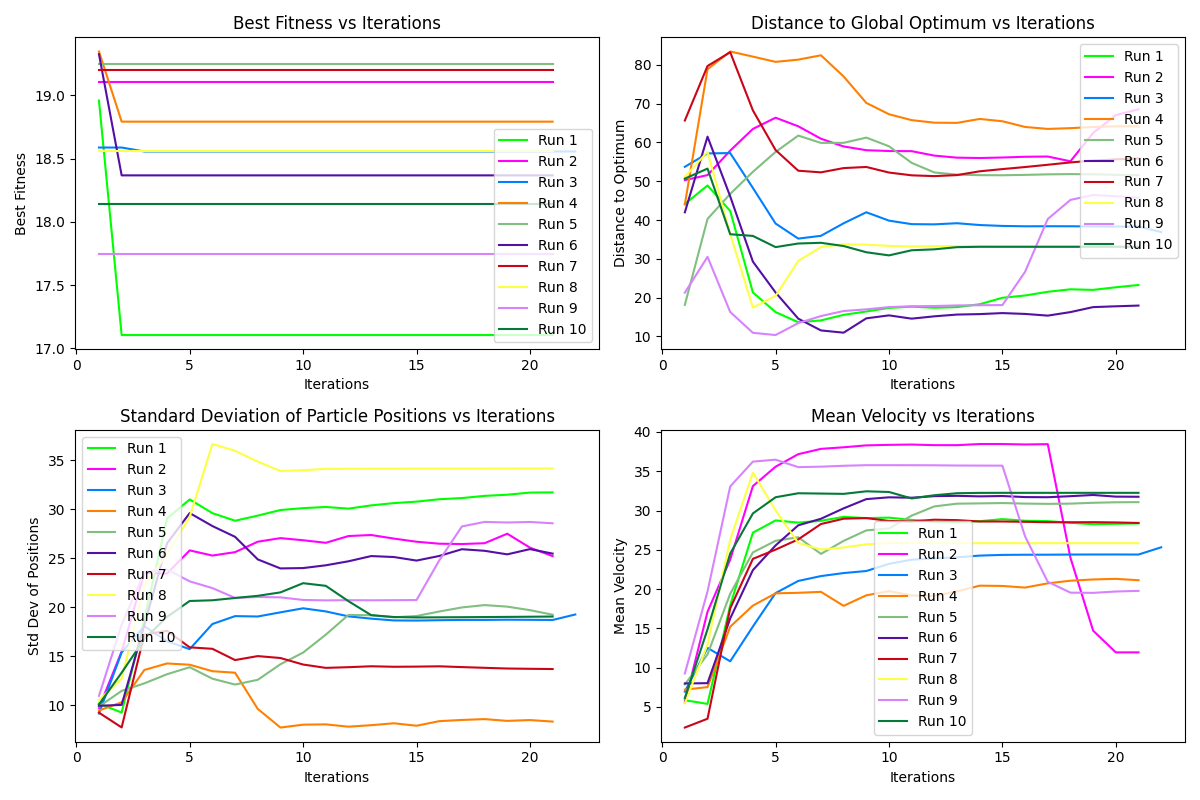 Best Fitness vs Iterations
Best Fitness
19.0
18.5
18.0
17.5
17.0
0
5
10
15
20
Iterations
Run 1
Run 2
Run 3
Run 4
Run 5
Run 6
Run 7
Run 8
Run 9
Run 10
Distance to Global Optimum vs Iterations
Distance to Optimum
80
70
60
50
40
30
20
10
0
5
10
15
20
Iterations
Run 1
Run 2
Run 3
Run 4
Run 5
Run 6
Run 7
Run 8
Run 9
Run 10
Standard Deviation of Particle Positions vs Iterations
Std Dev of Positions
35
30
25
20
15
10
0
5
10
15
20
Iterations
Run 1
Run 2
Run 3
Run 4
Run 5
Run 6
Run 7
Run 8
Run 9
Run 10
Mean Velocity vs Iterations
Mean Velocity
40
35
30
25
20
15
10
5
0
5
10
15
20
Iterations
Run 1
Run 2
Run 3
Run 4
Run 5
Run 6
Run 7
Run 8
Run 9
Run 10